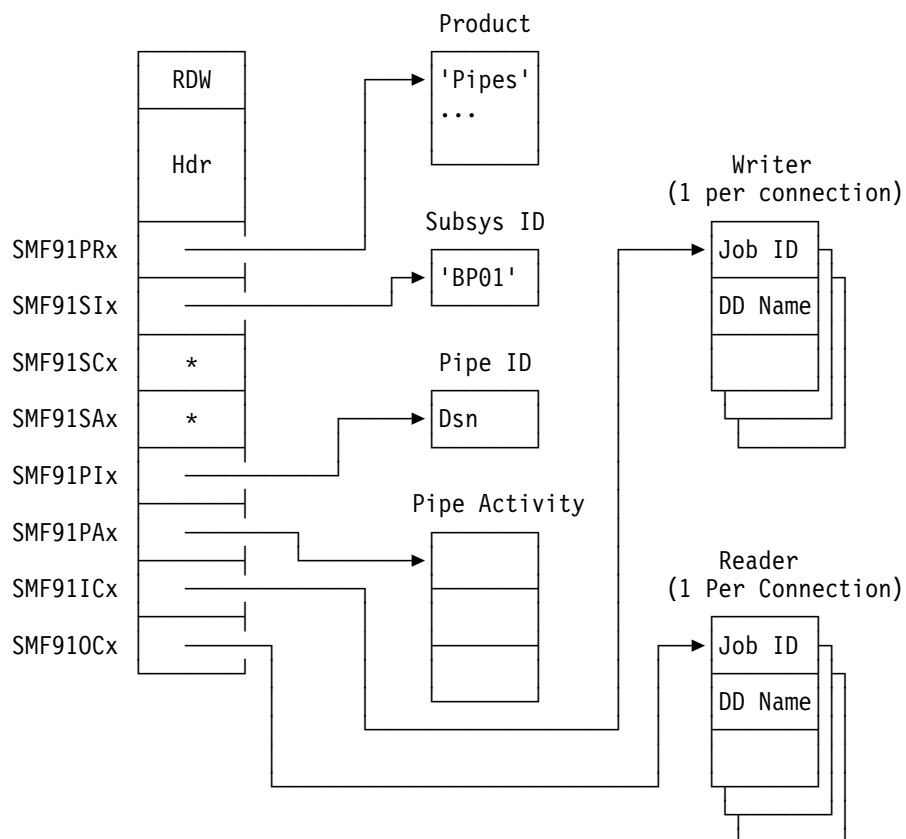 Product
RDW
'Pipes'
...
Hdr
Writer
(1 per connection)
Subsys ID
SMF91PRx
Job ID
'BP01'
SMF91SIx
DD Name
SMF91SCx
*
Pipe ID
SMF91SAx
*
Dsn
SMF91PIx
Pipe Activity
SMF91PAx
Reader
SMF91ICx
(1 Per Connection)
SMF91OCx
Job ID
DD Name